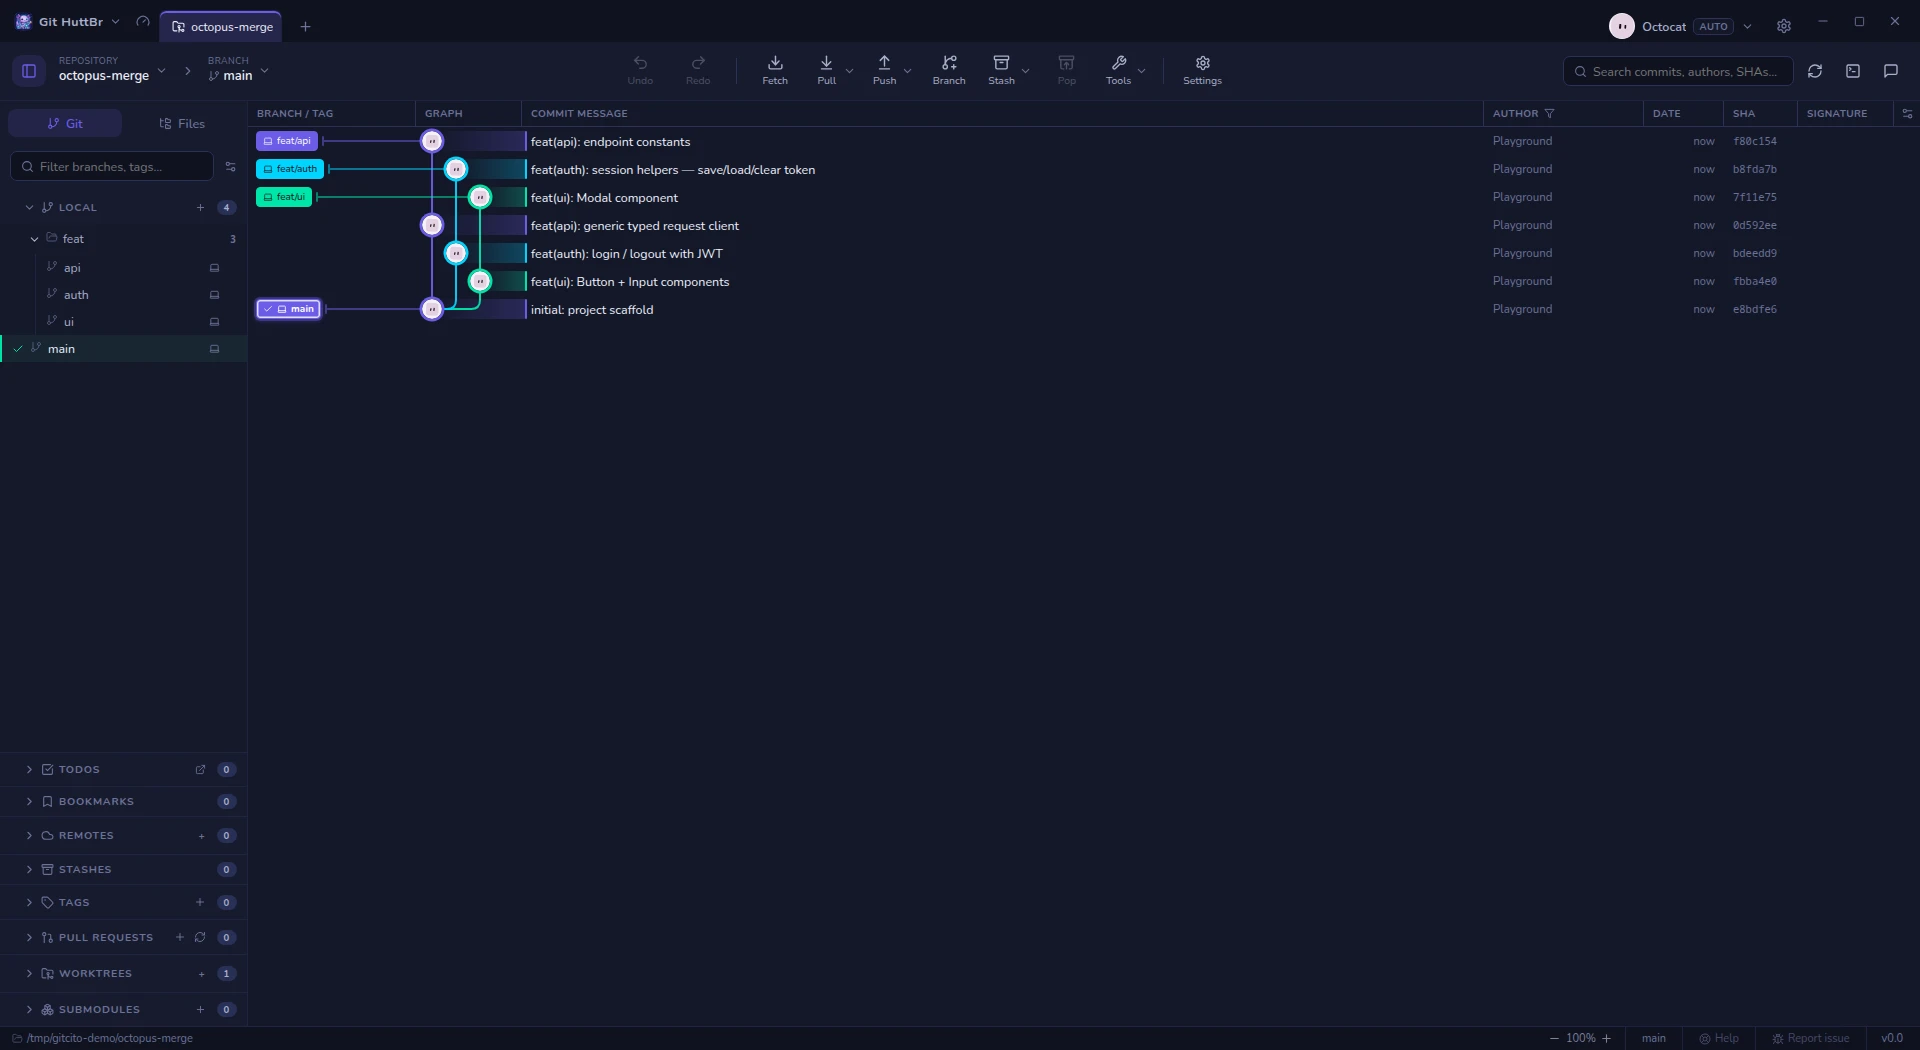 Git HuttBr
octopus-merge
Octocat AUTO
REPOSITORY
octopus-merge
BRANCH
main
Undo
Redo
Fetch
Pull
Push
Branch
Stash
Pop
Tools
Settings
Search commits, authors, SHAs...
Git
Files
Filter branches, tags...
LOCAL 4
feat 3
api
auth
ui
main
BRANCH / TAG GRAPH COMMIT MESSAGE AUTHOR DATE SHA SIGNATURE
feat/api feat(api): endpoint constants Playground now f80c154
feat/auth feat(auth): session helpers — save/load/clear token Playground now b8fda7b
feat/ui feat(ui): Modal component Playground now 7f11e75
feat(api): generic typed request client Playground now 0d592ee
feat(auth): login / logout with JWT Playground now bdeedd9
feat(ui): Button + Input components Playground now fbba4e0
main initial: project scaffold Playground now e8bdfe6
TODOS 0
BOOKMARKS 0
REMOTES 0
STASHES 0
TAGS 0
PULL REQUESTS 0
WORKTREES 1
SUBMODULES 0
/tmp/gitcito-demo/octopus-merge
100%
main
Help
Report issue
v0.0